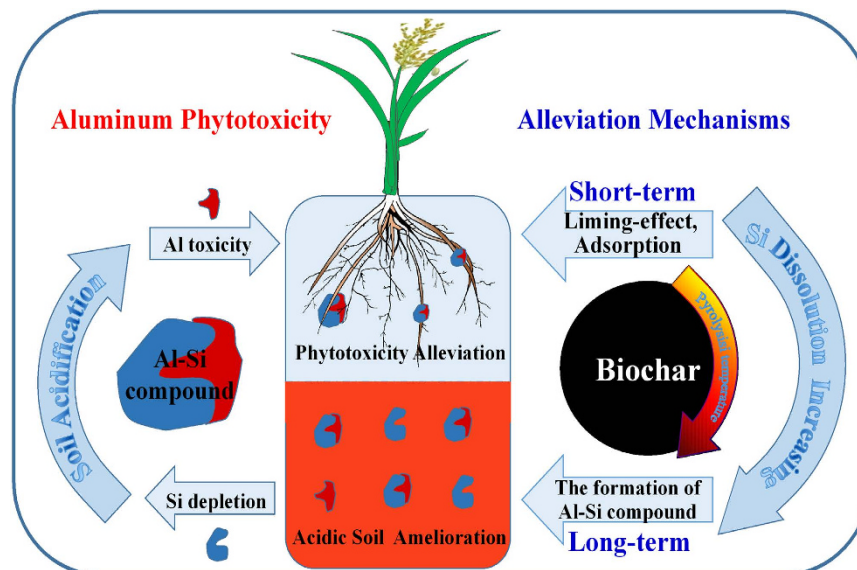 Aluminum Phytotoxicity
Alleviation Mechanisms
Al toxicity
Short-term
Liming-effect,
Adsorption
Soil Acidification
Al-Si
compound
Phytotoxicity Alleviation
Biochar
Pyrolysist temperature
Si Dissolution Increasing
Si depletion
Acidic Soil Amelioration
The formation of
Al-Si compound
Long-term